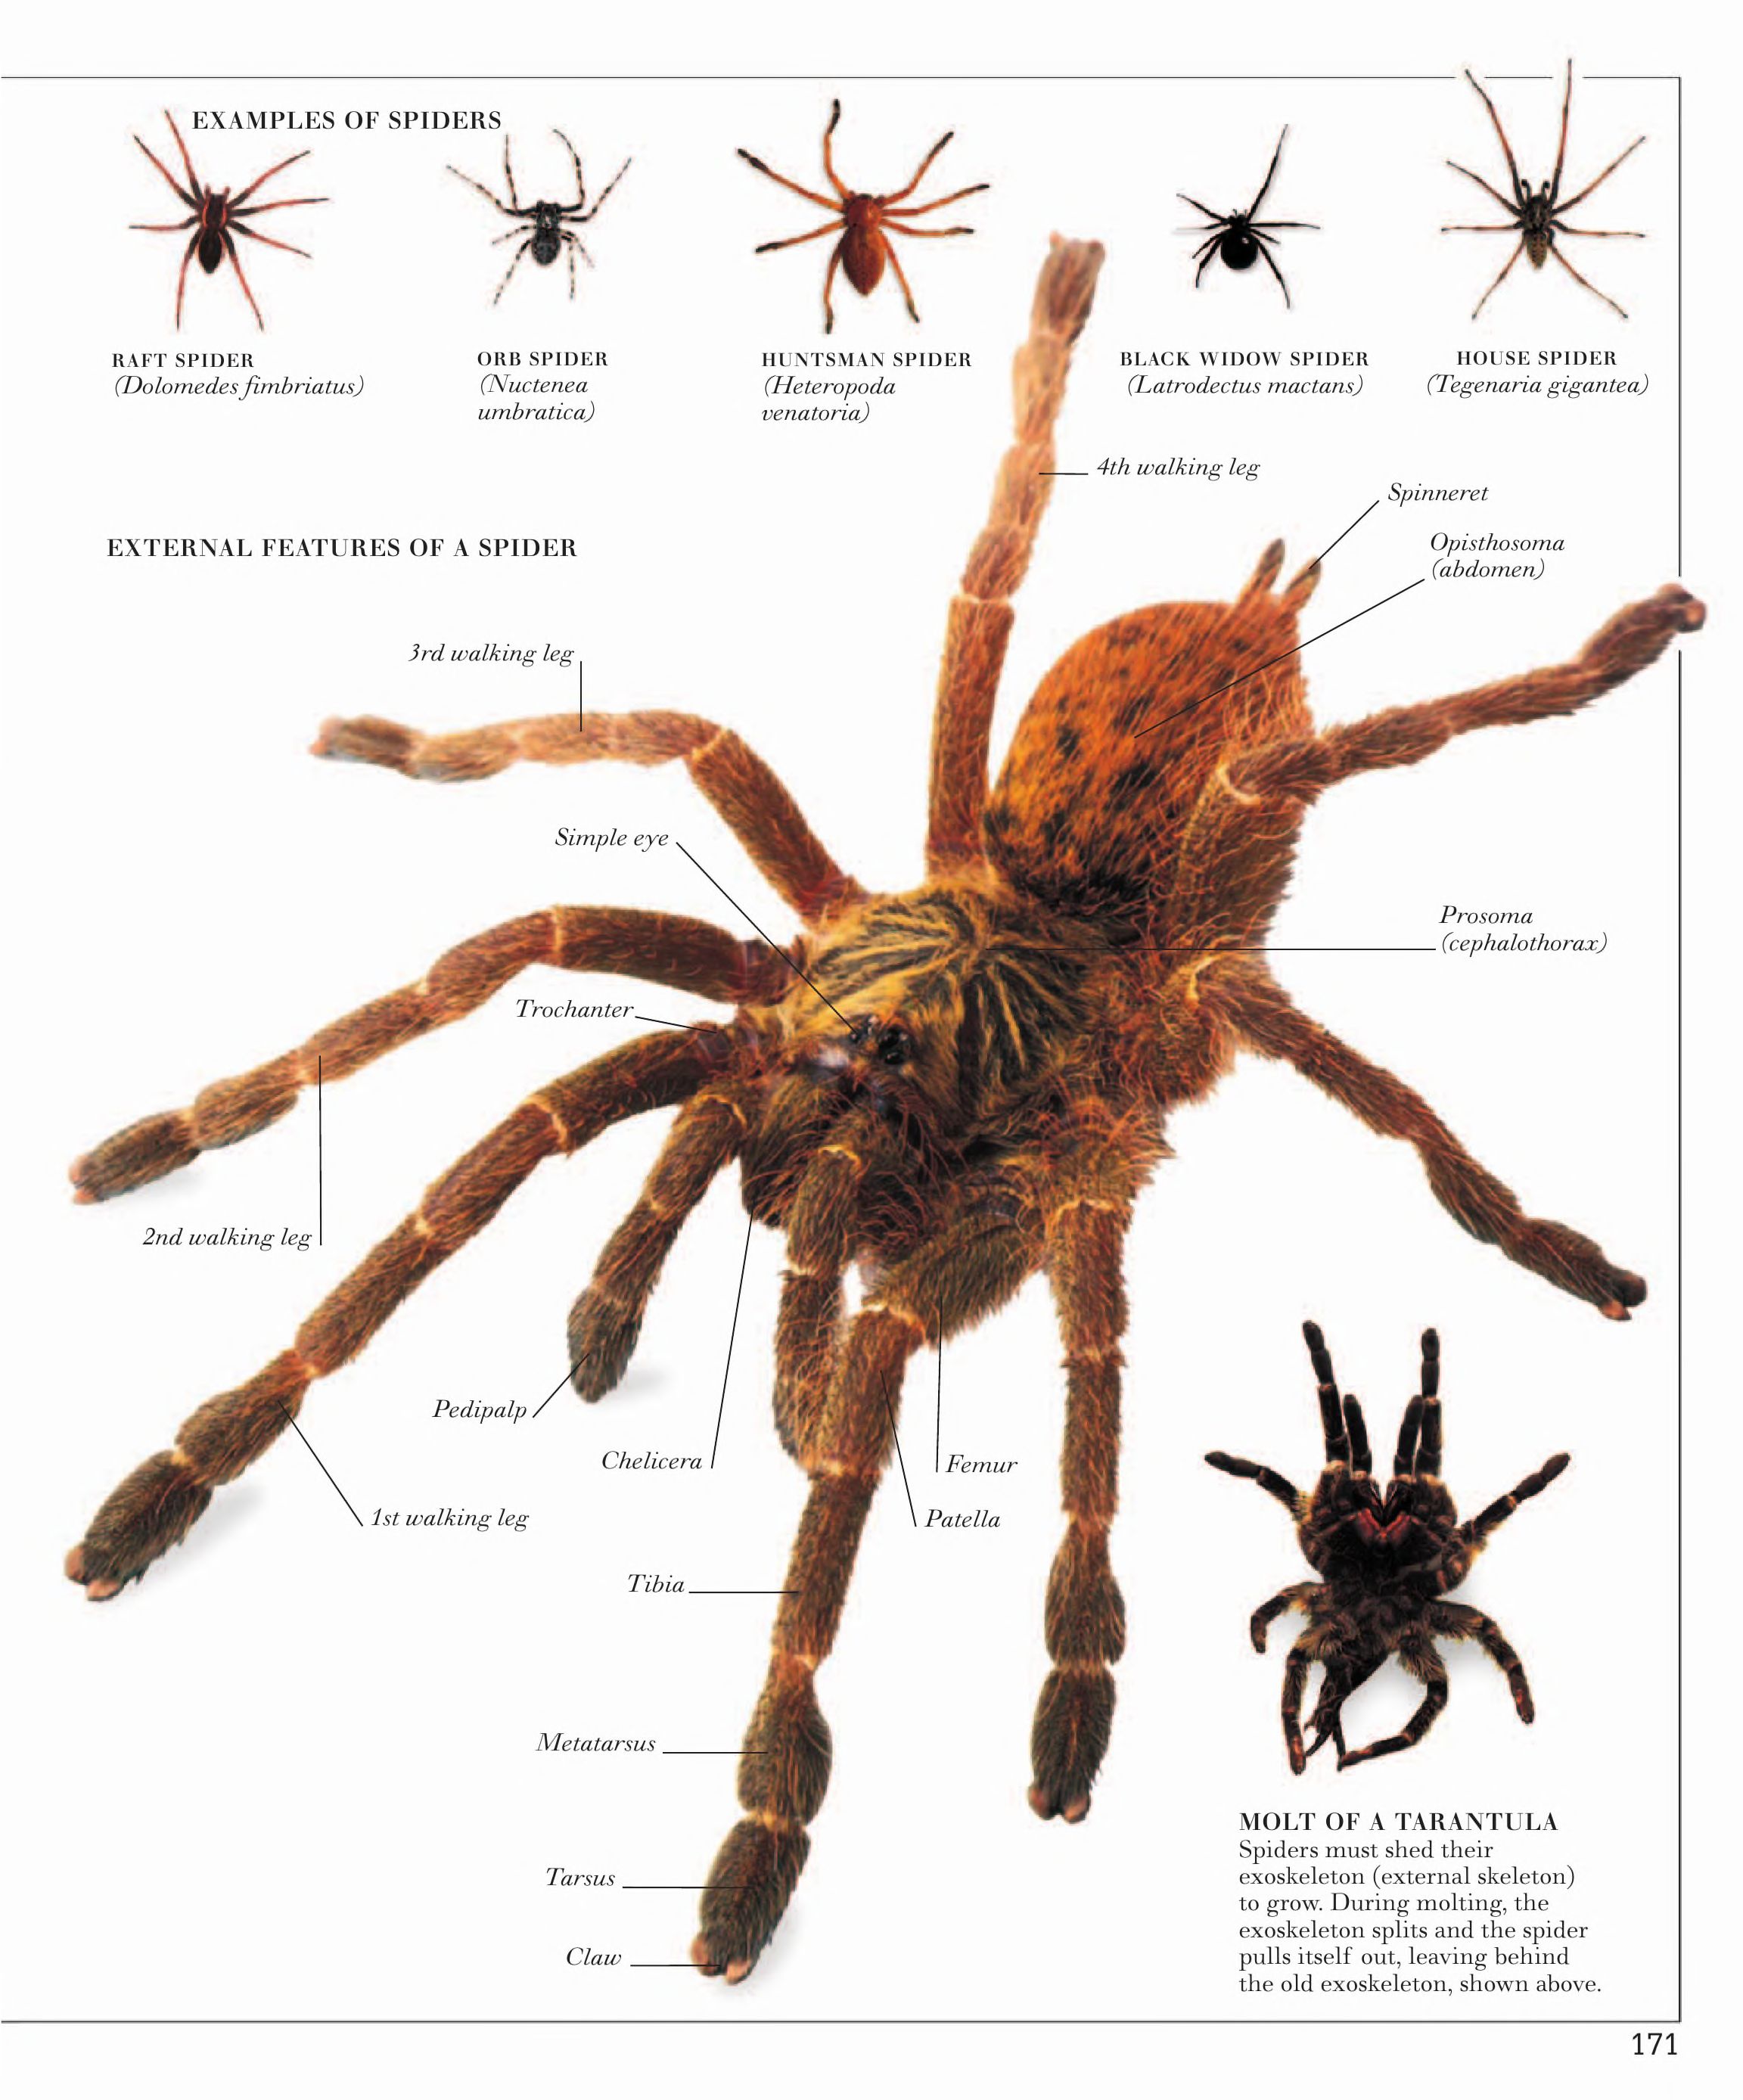 EXAMPLES OF SPIDERS
RAFT SPIDER
(Dolomedes fimbriatus)
ORB SPIDER
(Nuctenea
umbratica)
HUNTSMAN SPIDER
(Heteropoda
venatoria)
BLACK WIDOW SPIDER
(Latrodectus mactans)
HOUSE SPIDER
(Tegenaria gigantea)
EXTERNAL FEATURES OF A SPIDER
4th walking leg
Spinneret
Opisthosoma
(abdomen)
3rd walking leg
Simple eye
Prosoma
(cephalothorax)
Trochanter
2nd walking leg
Pedipalp
Chelicera
Femur
1st walking leg
Patella
Tibia
Metatarsus
Tarsus
Claw
MOLT OF A TARANTULA
Spiders must shed their
exoskeleton (external skeleton)
to grow. During molting, the
exoskeleton splits and the spider
pulls itself out, leaving behind
the old exoskeleton, shown above.
171